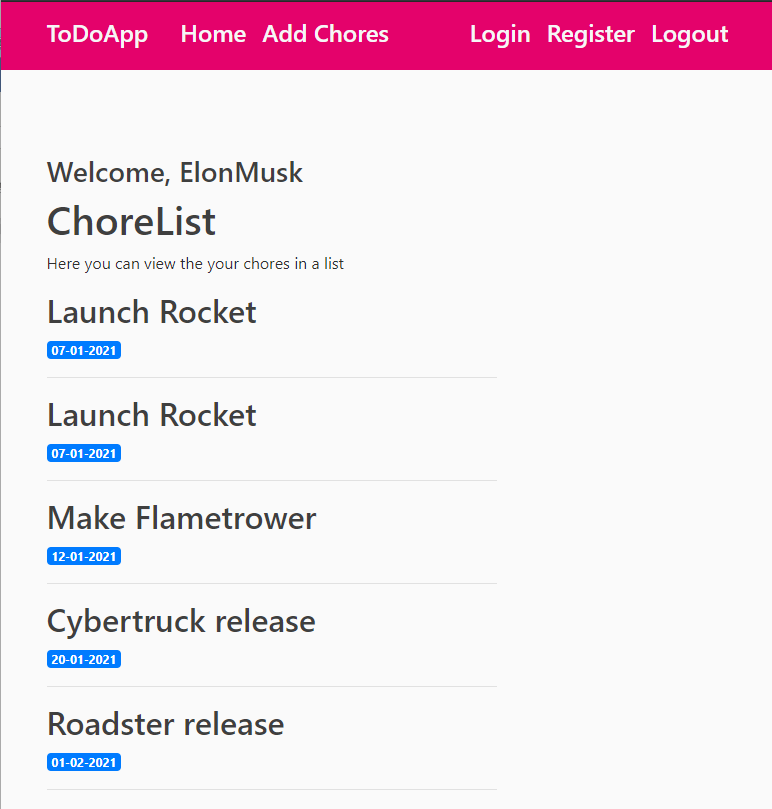 ToDoApp Home Add Chores Login Register Logout
Welcome, ElonMusk
ChoreList
Here you can view the your chores in a list
Launch Rocket
07-01-2021
Launch Rocket
07-01-2021
Make Flametrower
12-01-2021
Cybertruck release
20-01-2021
Roadster release
01-02-2021